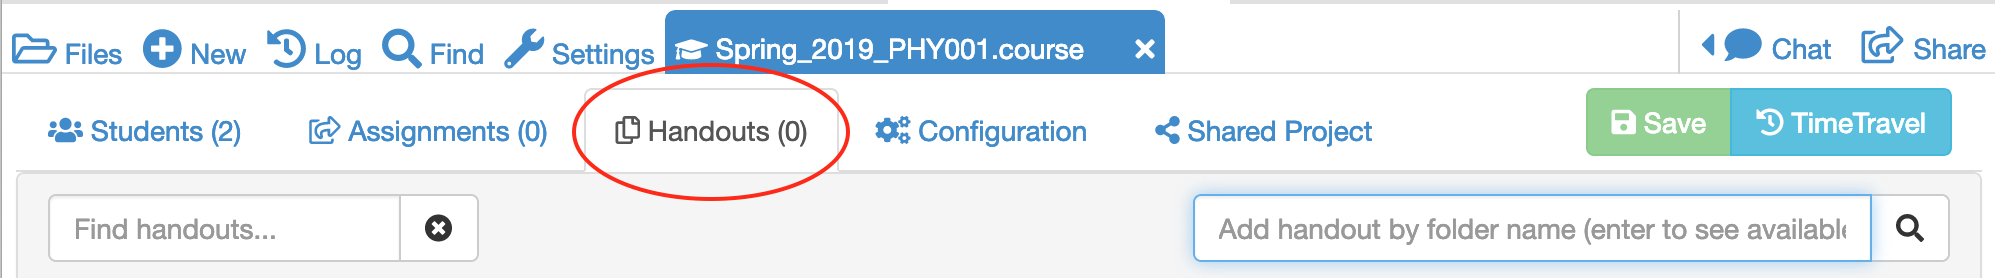 Files New Log Find Settings Spring_2019_PHY001.course Chat Share
Students (2) Assignments (0) Handouts (0) Configuration Shared Project Save TimeTravel
Find handouts... Add handout by folder name (enter to see available